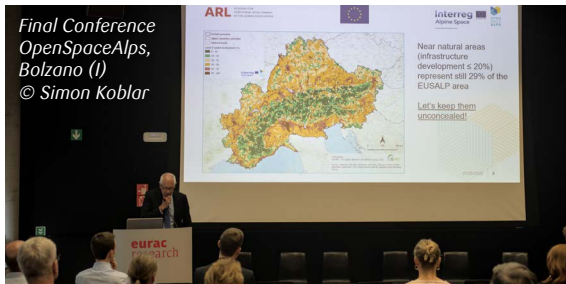 Final Conference
OpenSpaceAlps,
Bolzano (I)
© Simon Koblar
ARL
Interreg
Alpine Space
Near natural areas
(infrastructure
development ≤ 20%)
represent still 29% of the
EUSALP area
Let's keep them
unconcealed!
eurac
research